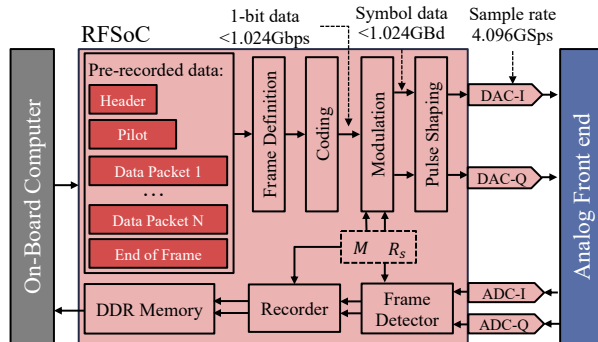 1-bit data
<1.024Gbps
Symbol data
<1.024GBd
Sample rate
4.096GSps
RFSoC
On-Board Computer
Pre-recorded data:
Header
Pilot
Data Packet 1
...
Data Packet N
End of Frame
Frame Definition
Coding
Modulation
Pulse Shaping
DAC-I
DAC-Q
Analog Front end
M R_s
DDR Memory
Recorder
Frame
Detector
ADC-I
ADC-Q